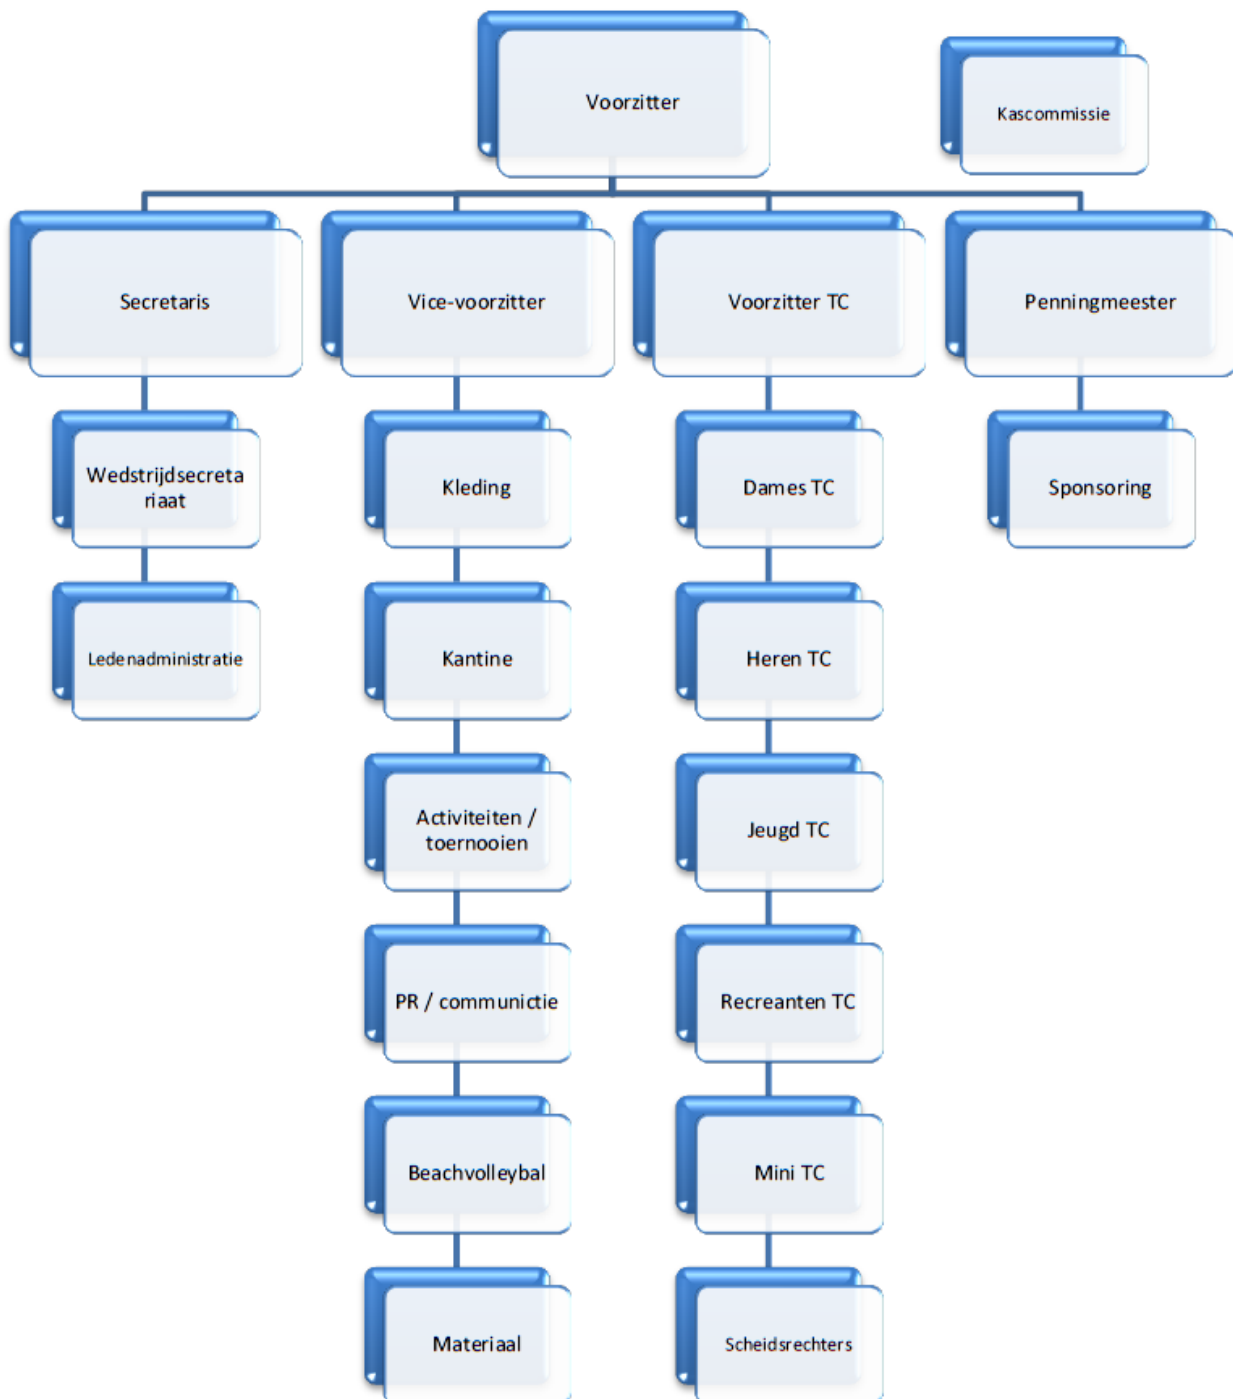 Voorzitter
Kascommissie
Secretaris
Vice-voorzitter
Voorzitter TC
Penningmeester
Wedstrijdsecreta
riaat
Kleding
Dames TC
Sponsoring
Ledenadministratie
Kantine
Heren TC
Activiteiten /
toernooien
Jeugd TC
PR / communictie
Recreanten TC
Beachvolleybal
Mini TC
Materiaal
Scheidsrechters